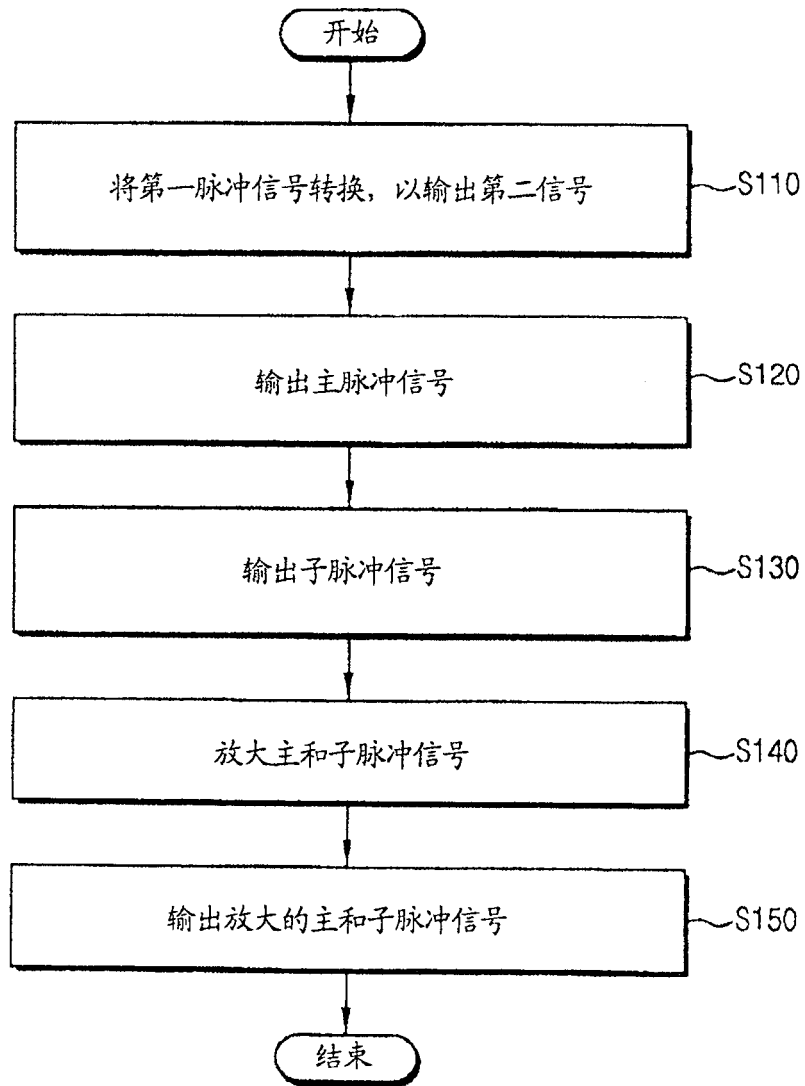 开始
将第一脉冲信号转换，以输出第二信号
S110
输出主脉冲信号
S120
输出子脉冲信号
S130
放大主和子脉冲信号
S140
输出放大的主和子脉冲信号
S150
结束